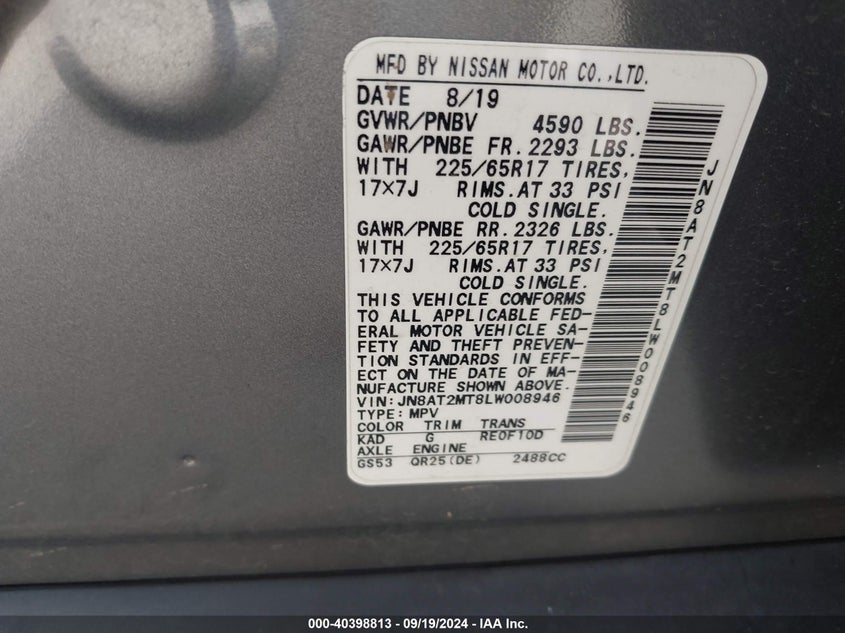 MFD BY NISSAN MOTOR CO.,LTD.
DATE 8/19
GVWR/PNBV 4590 LBS.
GAWR/PNBE FR. 2293 LBS.
WITH 225/65R17 TIRES,
17×7J RIMS. AT 33 PSI
COLD SINGLE.
GAWR/PNBE RR. 2326 LBS.
WITH 225/65R17 TIRES,
17×7J RIMS. AT 33 PSI
COLD SINGLE.
THIS VEHICLE CONFORMS
TO ALL APPLICABLE FED-
ERAL MOTOR VEHICLE SA-
FETY AND THEFT PREVEN-
TION STANDARDS IN EFF-
ECT ON THE DATE OF MA-
NUFACTURE SHOWN ABOVE.
VIN:JN8AT2MT8LW008946
TYPE:MPV
COLOR TRIM TRANS
KAD G RE0F10D
AXLE ENGINE
GS53 QR25(DE) 2488CC
JN8AT2MT8LW008946
000-40398813 - 09/19/2024 - IAA Inc.